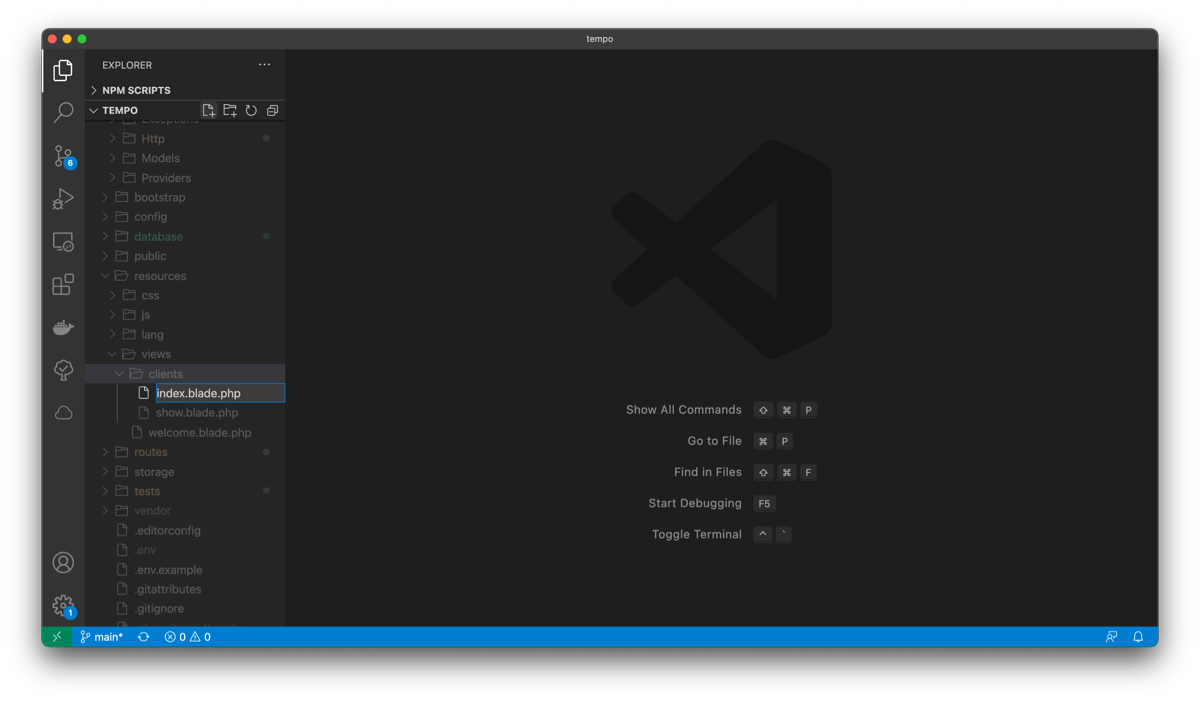 tempo
EXPLORER
NPM SCRIPTS
TEMPO
Exceptions
Http
Models
Providers
bootstrap
config
database
public
resources
css
js
lang
views
clients
index.blade.php
show.blade.php
welcome.blade.php
routes
storage
tests
vendor
.editorconfig
.env
.env.example
.gitattributes
.gitignore
Show All Commands ⇧ ⌘ P
Go to File ⌘ P
Find in Files ⇧ ⌘ F
Start Debugging F5
Toggle Terminal ^ `
6
1
main* 0 0